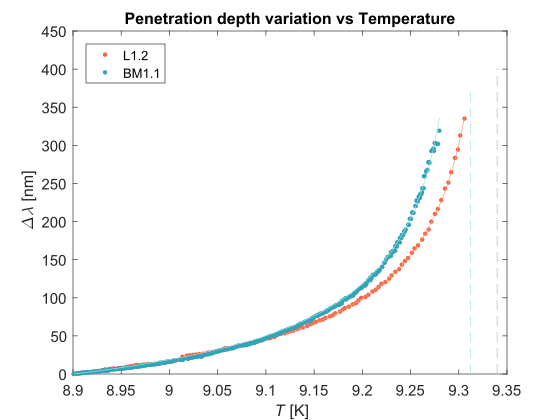 Penetration depth variation vs Temperature
450
400
350
300
250
200
150
100
50
0
Δ λ [nm]
L1.2
BM1.1
8.9 8.95 9 9.05 9.1 9.15 9.2 9.25 9.3 9.35
T [K]